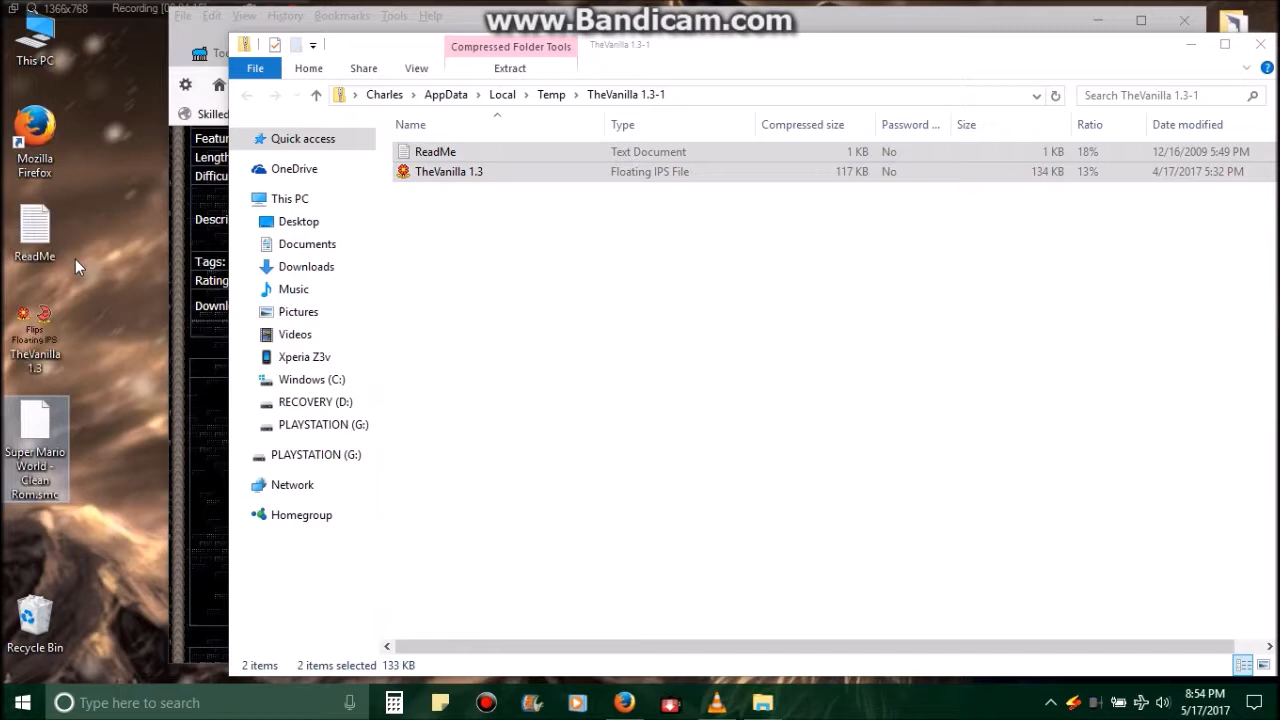 1366x768 Recording [00:04:15]
www.Bandicam.com
File Edit View History Bookmarks Tools Help
This PC
Compressed Folder Tools
TheVanilla 1.3-1
File Home Share View Extract
Charles AppData Local Temp TheVanilla 1.3-1
Search TheVanilla 1.3-1
Skilled
Name Type Compressed size Password ... Size Ratio Date modified
ReadMe Text Document 1 KB No 1 KB 18% 12/16/2009 5:49 PM
TheVanilla 1.3 Floating IPS File 117 KB No 134 KB 13% 4/17/2017 5:32 PM
Quick access
OneDrive
This PC
Desktop
Documents
Downloads
Music
Pictures
Videos
Xperia Z3v
Windows (C:)
RECOVERY (D:)
PLAYSTATION (G:)
PLAYSTATION (G:)
Network
Homegroup
Featur
Length
Difficu
Descri
Tags:
Rating
Downl
Mozilla
Firefox
ReadMe
Flips
Floating IPS
TheVanilla
1.3
Super Mario
World -
Clean
Rom.smc
Recycle Bin
2 items 2 items selected 133 KB
Type here to search
8:54 PM
5/17/2017